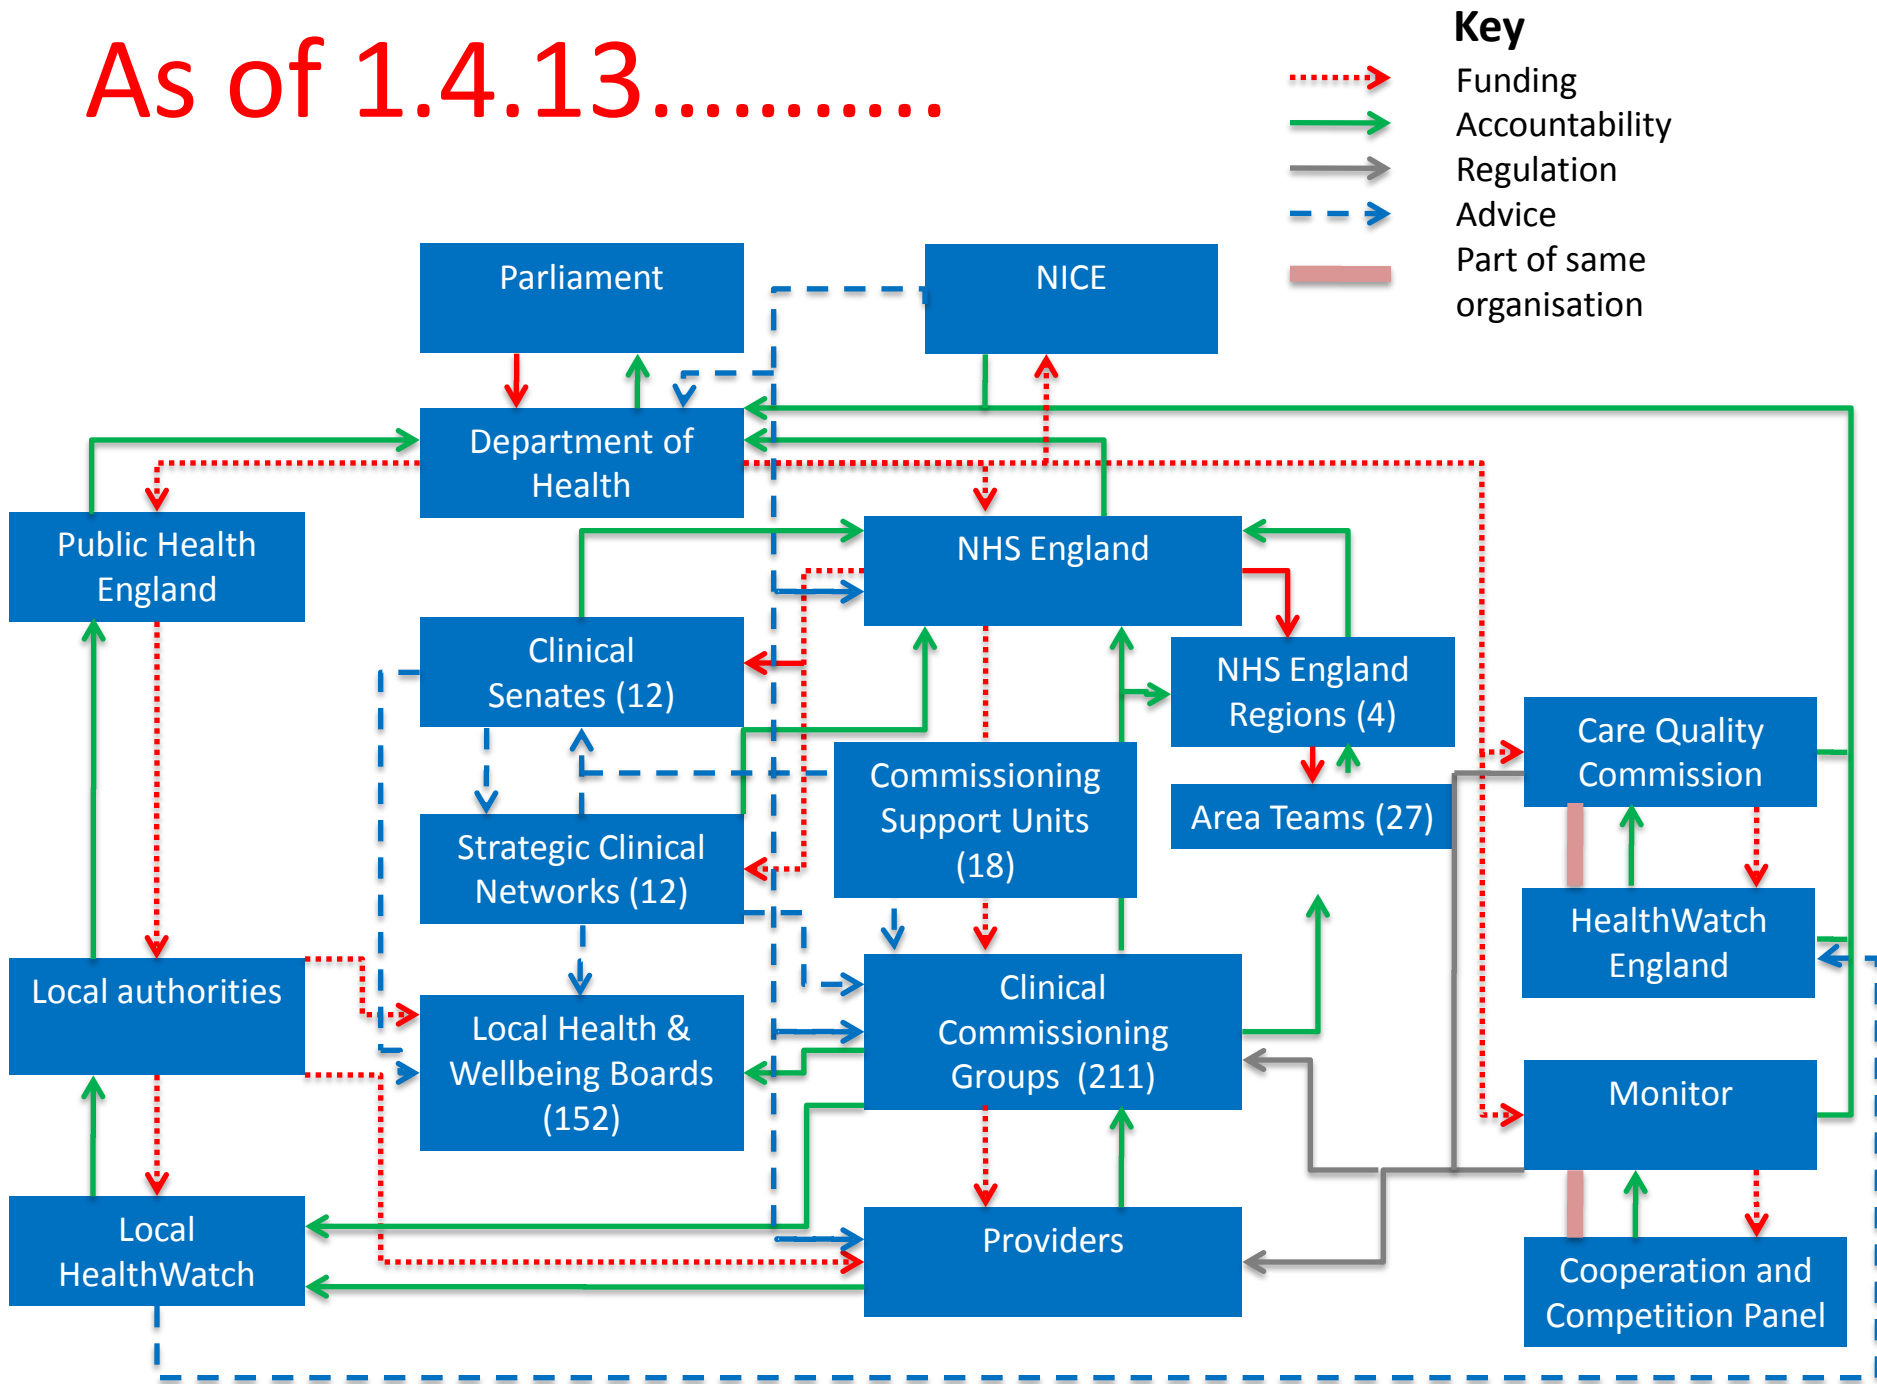 As of 1.4.13...........
Key
Funding
Accountability
Regulation
Advice
Part of same
organisation
Parliament
NICE
Department of
Health
Public Health
England
NHS England
Clinical
Senates (12)
NHS England
Regions (4)
Care Quality
Commission
Commissioning
Support Units
(18)
Area Teams (27)
Strategic Clinical
Networks (12)
HealthWatch
England
Local authorities
Local Health &
Wellbeing Boards
(152)
Clinical
Commissioning
Groups (211)
Monitor
Local
HealthWatch
Providers
Cooperation and
Competition Panel